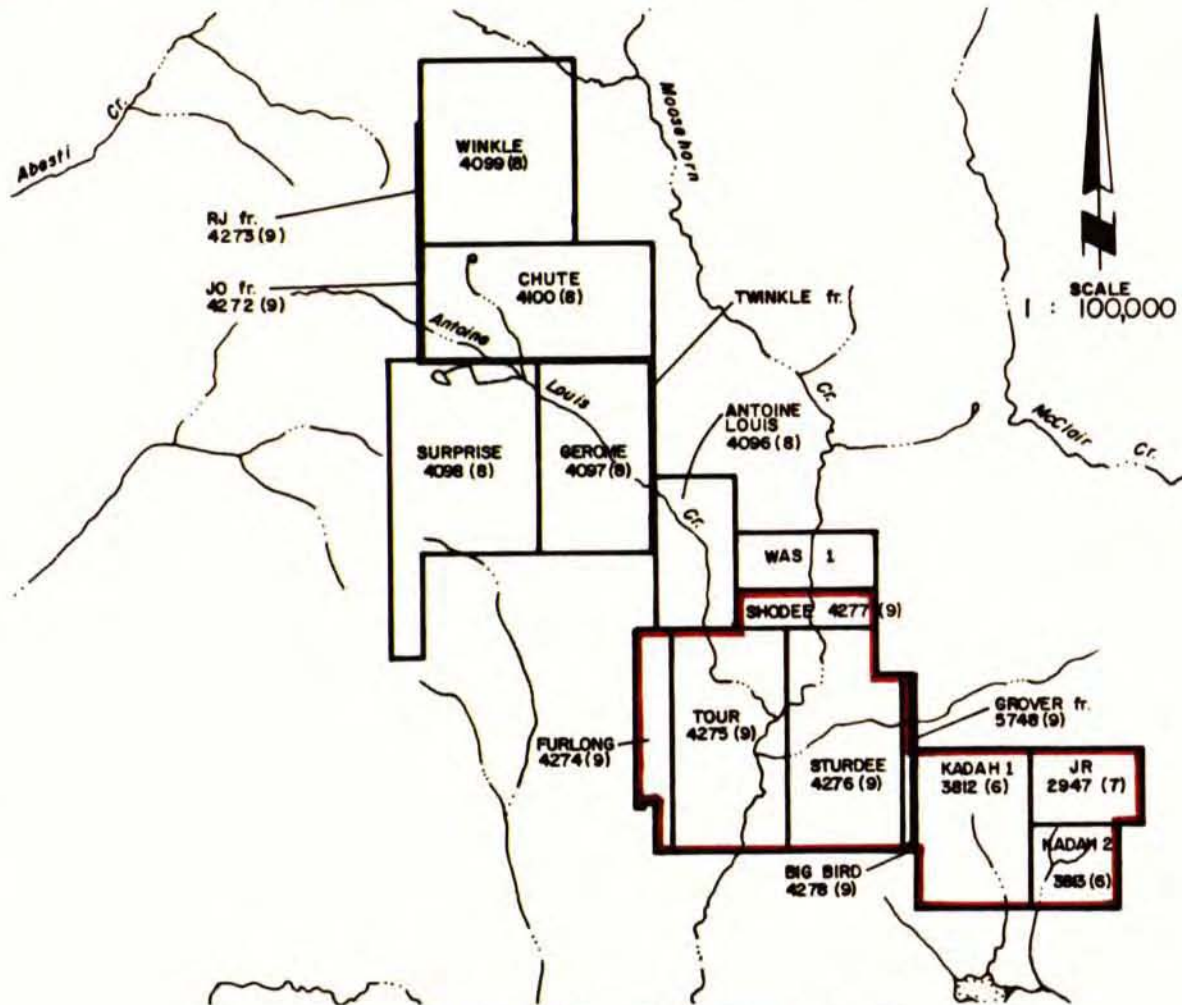 Abesti
Cr.
WINKLE
4099 (8)
Moosehorn
RJ fr.
4273 (9)
JO fr.
4272 (9)
CHUTE
4100 (8)
TWINKLE fr.
SCALE
1 : 100,000
Antoine
Louis
Cr.
Cr.
ANTOINE
LOUIS
4096 (8)
McClair
Cr.
SURPRISE
4098 (8)
GEROME
4097 (8)
WAS 1
SHODEE 4277 (9)
GROVER fr.
5748 (9)
FURLONG
4274 (9)
TOUR
4275 (9)
STURDEE
4276 (9)
KADAH 1
3812 (6)
JR
2947 (7)
KADAH 2
3813 (6)
BIG BIRD
4278 (9)